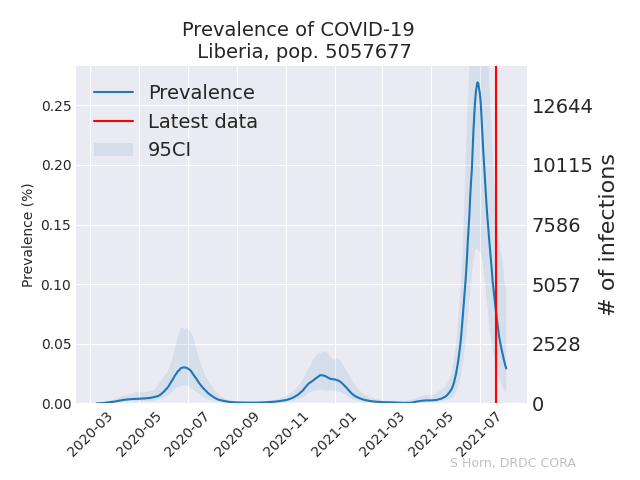 Prevalence of COVID-19
Liberia, pop. 5057677
Prevalence
Latest data
95CI
Prevalence (%)
0.25
0.20
0.15
0.10
0.05
0.00
12644
10115
7586
5057
2528
0
# of infections
2020-03
2020-05
2020-07
2020-09
2020-11
2021-01
2021-03
2021-05
2021-07
S Horn, DRDC CORA